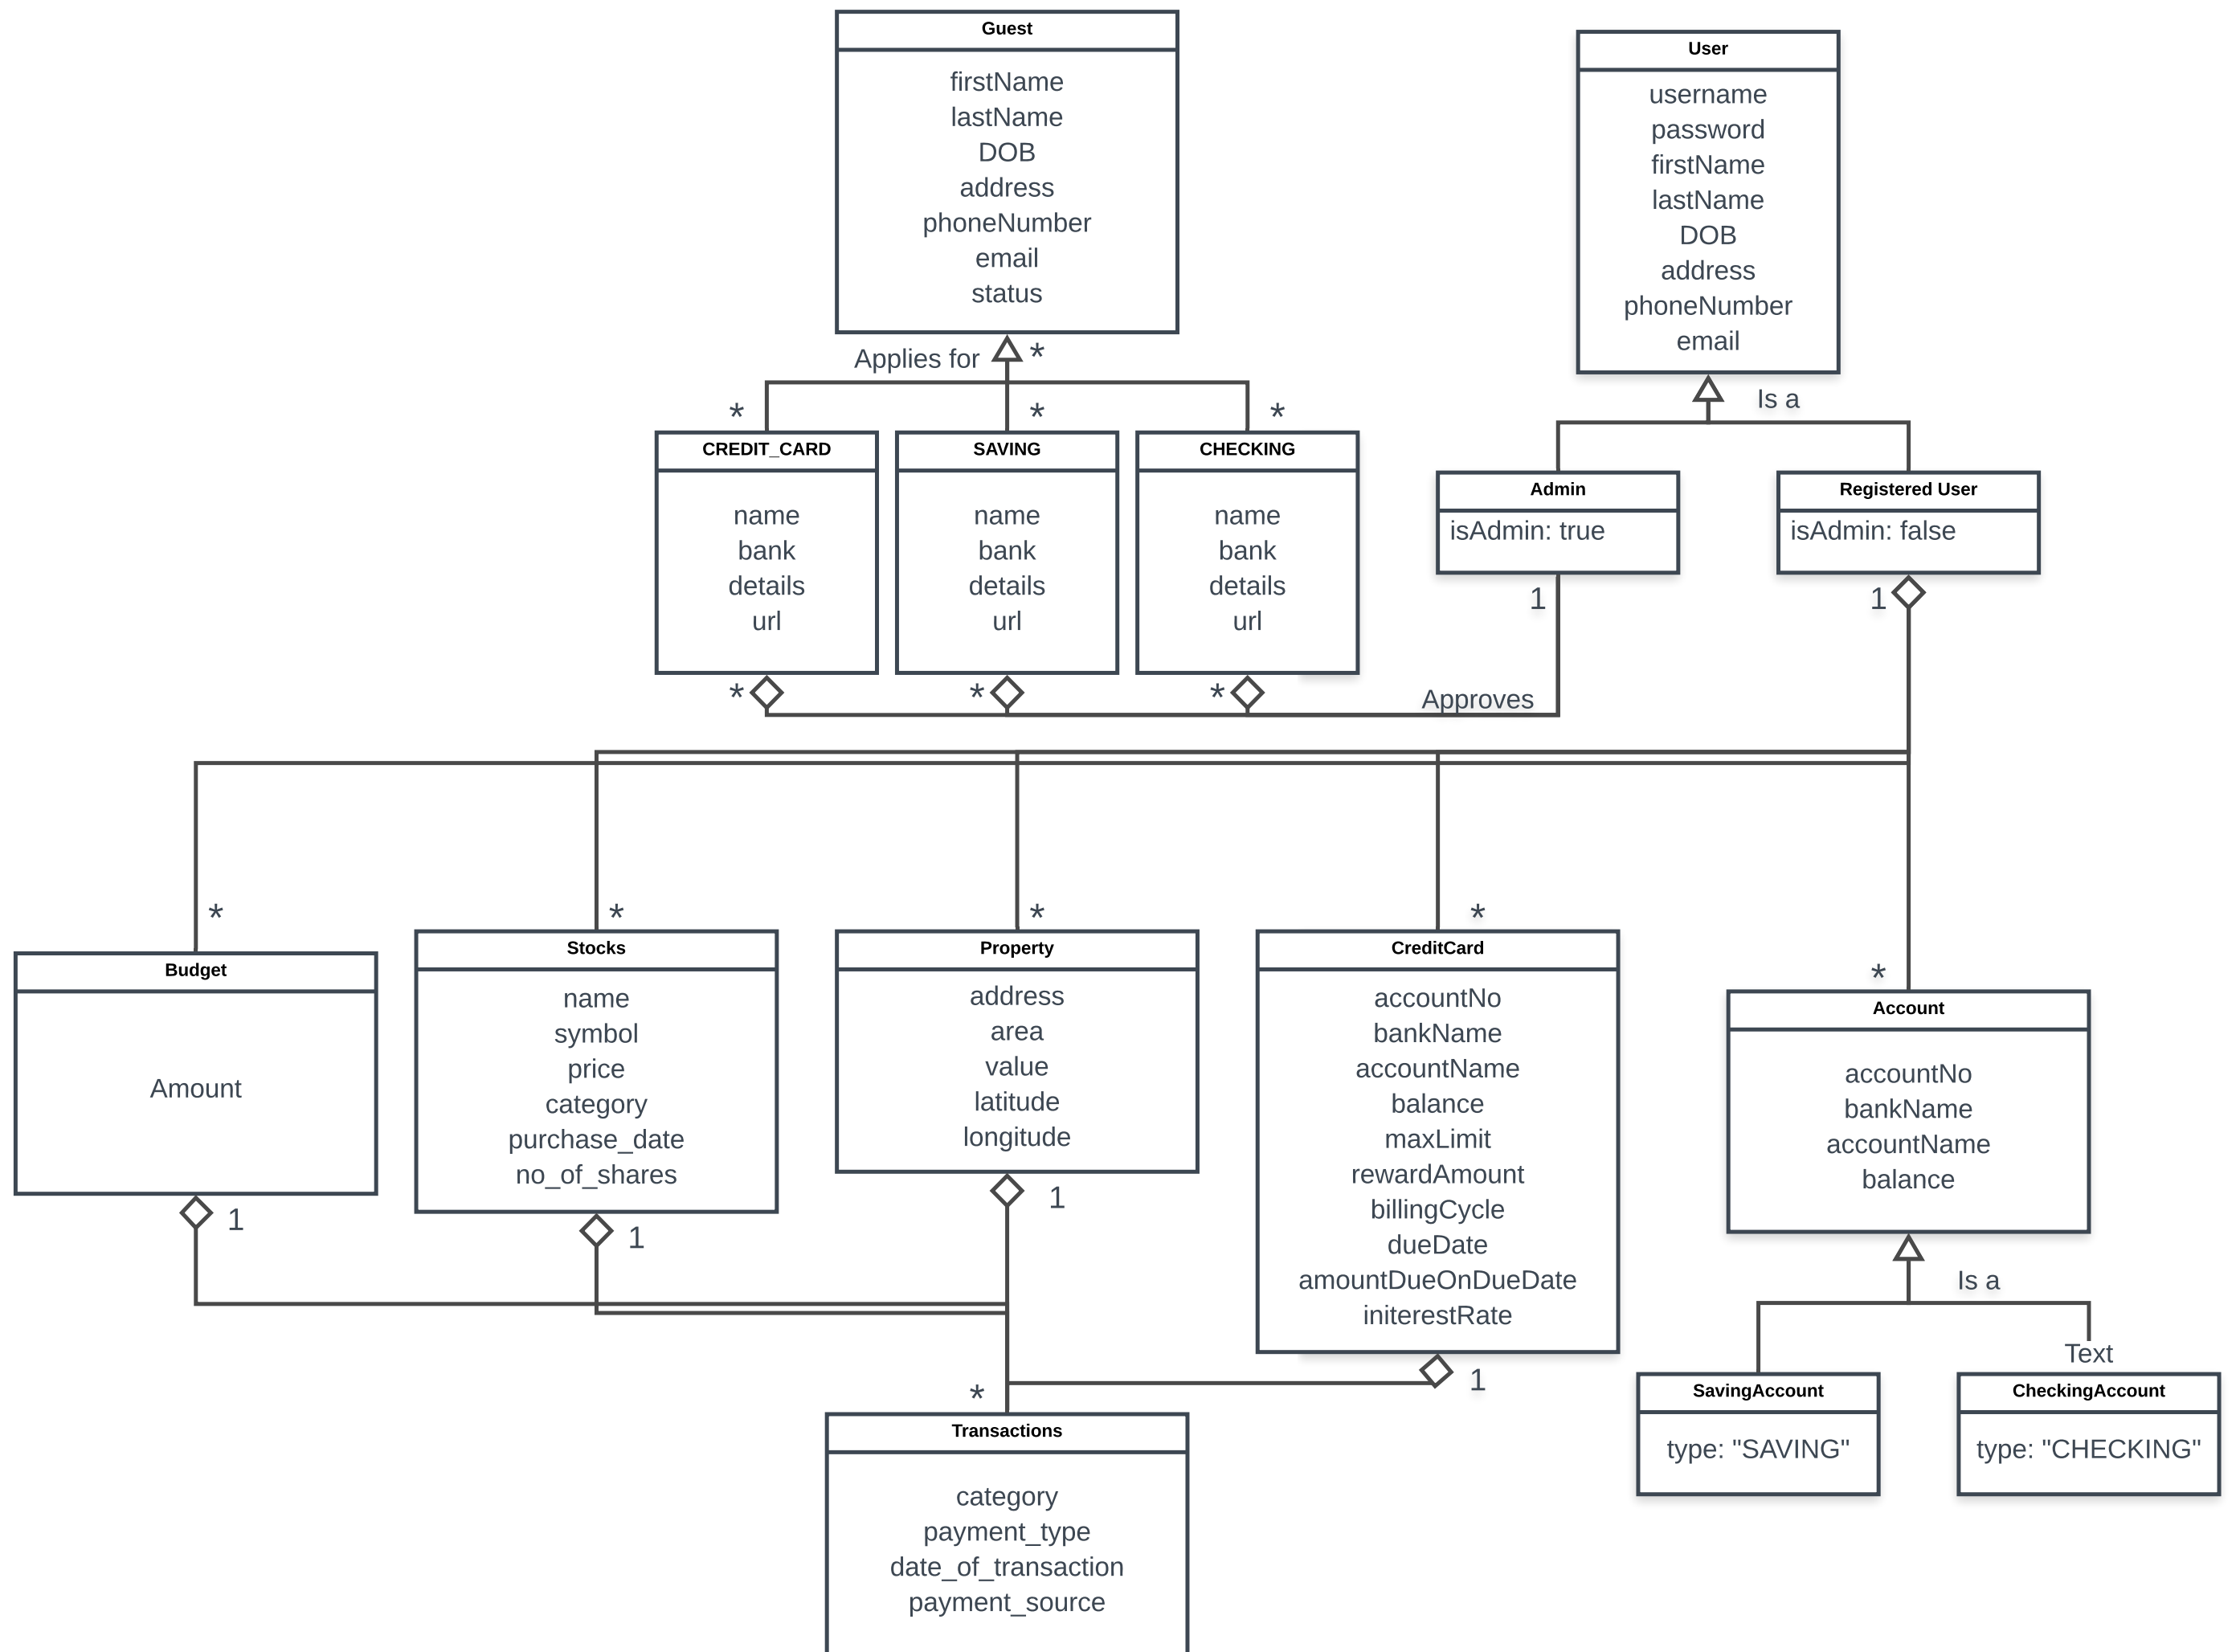 Guest
firstName
lastName
DOB
address
phoneNumber
email
status
User
username
password
firstName
lastName
DOB
address
phoneNumber
email
Applies for
*
Is a
*
*
*
CREDIT_CARD
name
bank
details
url
SAVING
name
bank
details
url
CHECKING
name
bank
details
url
Admin
isAdmin: true
Registered User
isAdmin: false
1
1
*
*
*
Approves
*
*
*
*
*
Budget
Amount
Stocks
name
symbol
price
category
purchase_date
no_of_shares
Property
address
area
value
latitude
longitude
CreditCard
accountNo
bankName
accountName
balance
maxLimit
rewardAmount
billingCycle
dueDate
amountDueOnDueDate
initerestRate
Account
accountNo
bankName
accountName
balance
1
1
1
1
*
Is a
Text
SavingAccount
type: "SAVING"
CheckingAccount
type: "CHECKING"
Transactions
category
payment_type
date_of_transaction
payment_source